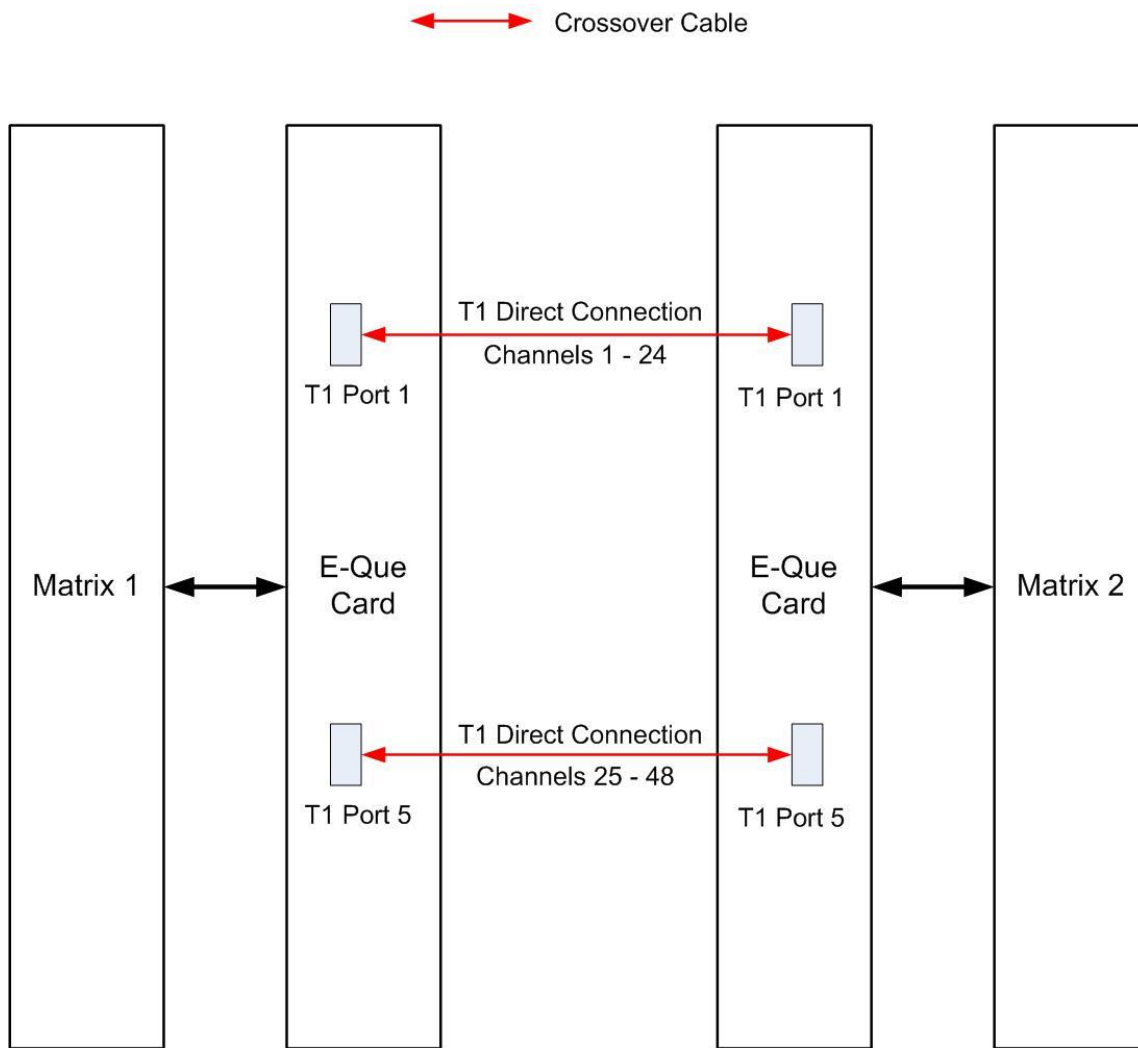 Crossover Cable
T1 Direct Connection
Channels 1 - 24
T1 Port 1
T1 Port 1
Matrix 1
E-Que
Card
E-Que
Card
Matrix 2
T1 Direct Connection
Channels 25 - 48
T1 Port 5
T1 Port 5